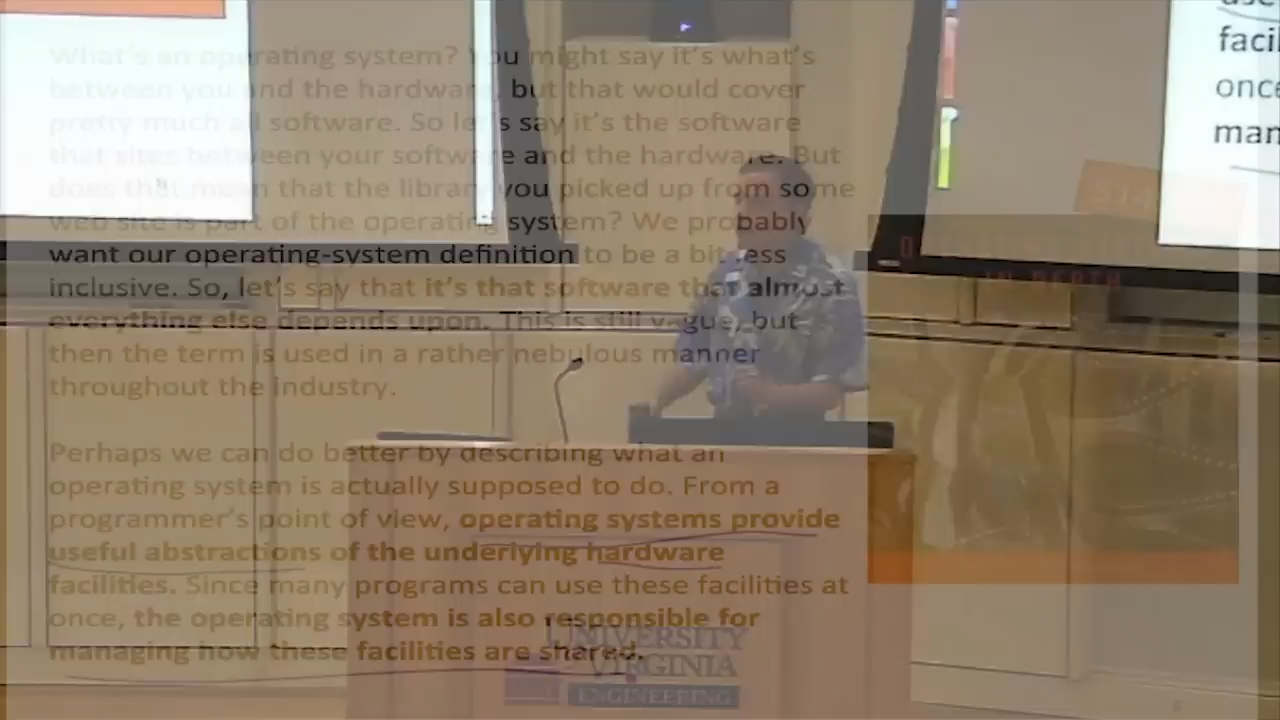 What's an operating system? You might say it's what's
between you and the hardware, but that would cover
pretty much all software. So let's say it's the software
that sites between your software and the hardware. But
does that mean that the library you picked up from some
web site is part of the operating system? We probably
want our operating-system definition to be a bit less
inclusive. So, let's say that it's that software that almost
everything else depends upon. This is still vague, but
then the term is used in a rather nebulous manner
throughout the industry.
Perhaps we can do better by describing what an
operating system is actually supposed to do. From a
programmer's point of view, operating systems provide
useful abstractions of the underlying hardware
facilities. Since many programs can use these facilities at
once, the operating system is also responsible for
managing how these facilities are shared.
use
facil
once
man
OPERATING SYSTEMS
IN DEPTH
UNIVERSITY
VIRGINIA
ENGINEERING
6